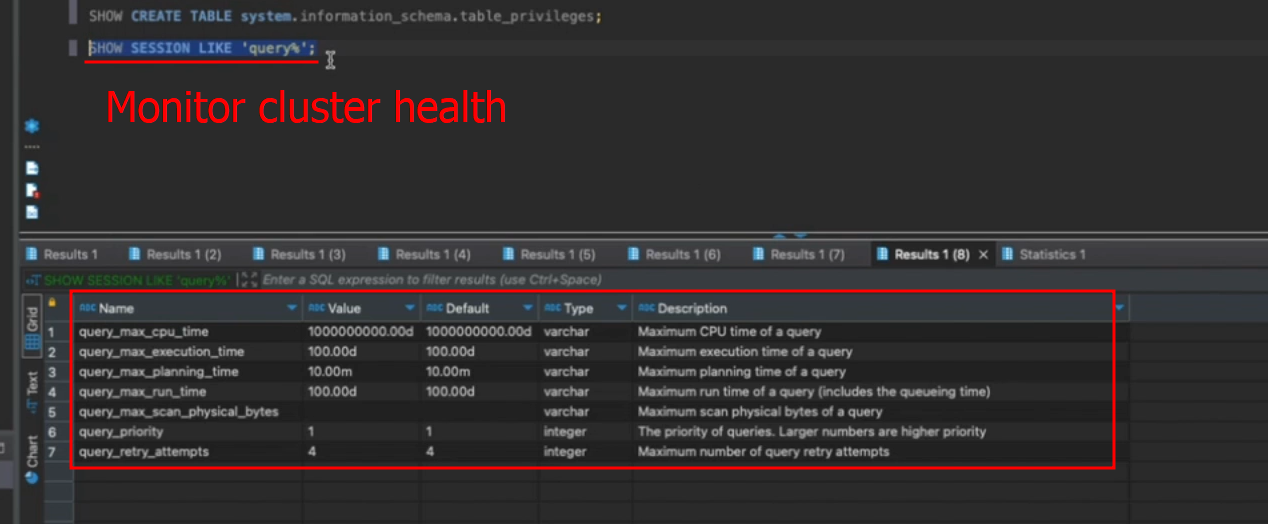 SHOW CREATE TABLE system.information_schema.table_privileges;
SHOW SESSION LIKE 'query%';
Monitor cluster health
Results 1 Results 1 (2) Results 1 (3) Results 1 (4) Results 1 (5) Results 1 (6) Results 1 (7) Results 1 (8) Statistics 1
SHOW SESSION LIKE 'query%' Enter a SQL expression to filter results (use Ctrl+Space)
Grid
Text
Chart
ABC Name ABC Value ABC Default ABC Type ABC Description
1 query_max_cpu_time 1000000000.00d 1000000000.00d varchar Maximum CPU time of a query
2 query_max_execution_time 100.00d 100.00d varchar Maximum execution time of a query
3 query_max_planning_time 10.00m 10.00m varchar Maximum planning time of a query
4 query_max_run_time 100.00d 100.00d varchar Maximum run time of a query (includes the queueing time)
5 query_max_scan_physical_bytes varchar Maximum scan physical bytes of a query
6 query_priority 1 1 integer The priority of queries. Larger numbers are higher priority
7 query_retry_attempts 4 4 integer Maximum number of query retry attempts